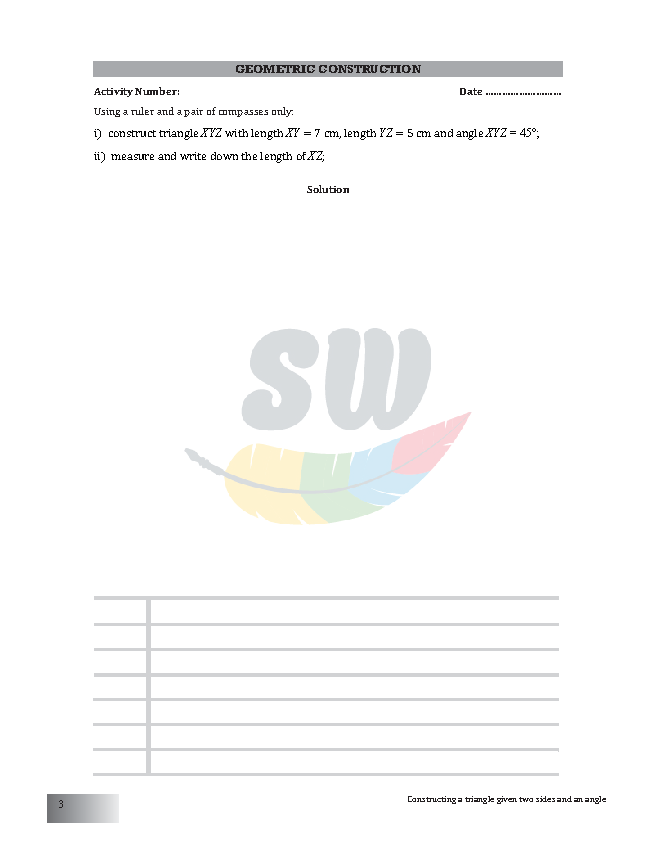 GEOMETRIC CONSTRUCTION
Activity Number: Date ...........................
Using a ruler and a pair of compasses only:
i) construct triangle XYZ with length XY = 7 cm, length YZ = 5 cm and angle XYZ = 45°;
ii) measure and write down the length of XZ;
Solution
SW
3 Constructing a triangle given two sides and an angle